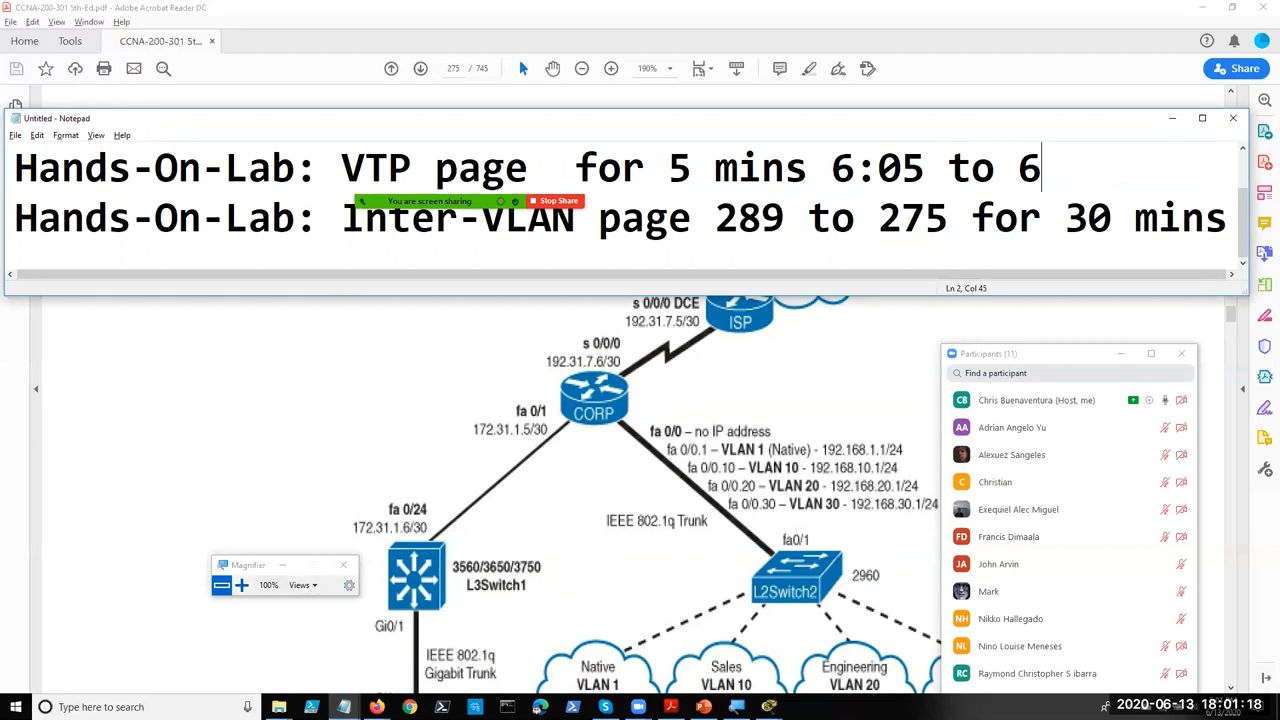 CCNA-200-301 5th-Ed.pdf - Adobe Acrobat Reader DC
File Edit View Window Help
Home Tools CCNA-200-301 5t... ×
275 / 745 190% Share
Untitled - Notepad
File Edit Format View Help
Hands-On-Lab: VTP page  for 5 mins 6:05 to 6
You are screen sharing Stop Share
Hands-On-Lab: Inter-VLAN page 289 to 275 for 30 mins
Ln 2, Col 45
s 0/0/0 DCE
192.31.7.5/30
ISP
s 0/0/0
192.31.7.6/30
CORP
fa 0/1
172.31.1.5/30
fa 0/0 – no IP address
fa 0/0.1 – VLAN 1 (Native) - 192.168.1.1/24
fa 0/0.10 – VLAN 10 - 192.168.10.1/24
fa 0/0.20 – VLAN 20 - 192.168.20.1/24
fa 0/0.30 – VLAN 30 - 192.168.30.1/24
IEEE 802.1q Trunk
fa 0/24
172.31.1.6/30
fa0/1
3560/3650/3750
L3Switch1
2960
L2Switch2
Gi0/1
IEEE 802.1q
Gigabit Trunk
Native
VLAN 1
Sales
VLAN 10
Engineering
VLAN 20
Magnifier
100% Views
Participants (11)
Find a participant
CB Chris Buenaventura (Host, me)
AA Adrian Angelo Yu
Alexuez Sangeles
C Christian
Exequiel Alec Miguel
FD Francis Dimaala
JA John Arvin
Mark
NH Nikko Hallegado
NL Nino Louise Meneses
RC Raymond Christopher S ibarra
Type here to search
2020-06-13 18:01:18